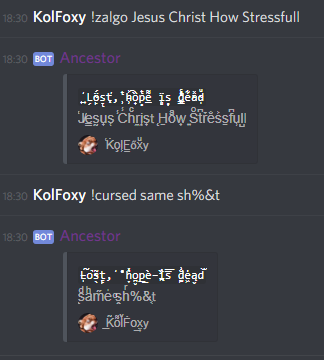 18:30 KolFoxy !zalgo Jesus Christ How Stressfull
18:30 BOT Ancestor
Lost, hope is dead
Jesus Christ How Stressfull
KolFoxy
18:30 KolFoxy !cursed same sh%&t
18:30 BOT Ancestor
Lost, hope is dead
same sh%&t
KolFoxy